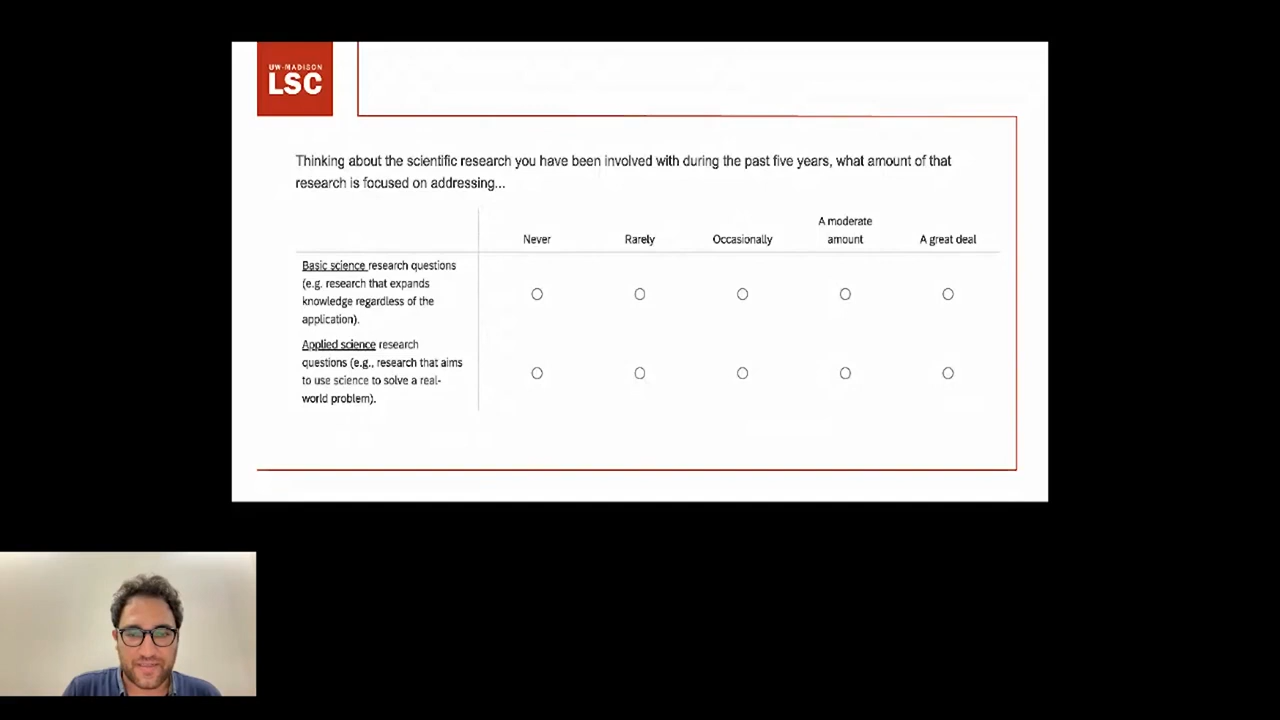 UW-MADISON
LSC
Thinking about the scientific research you have been involved with during the past five years, what amount of that
research is focused on addressing...
Never
Rarely
Occasionally
A moderate
amount
A great deal
Basic science research questions
(e.g. research that expands
knowledge regardless of the
application).
Applied science research
questions (e.g., research that aims
to use science to solve a real-
world problem).